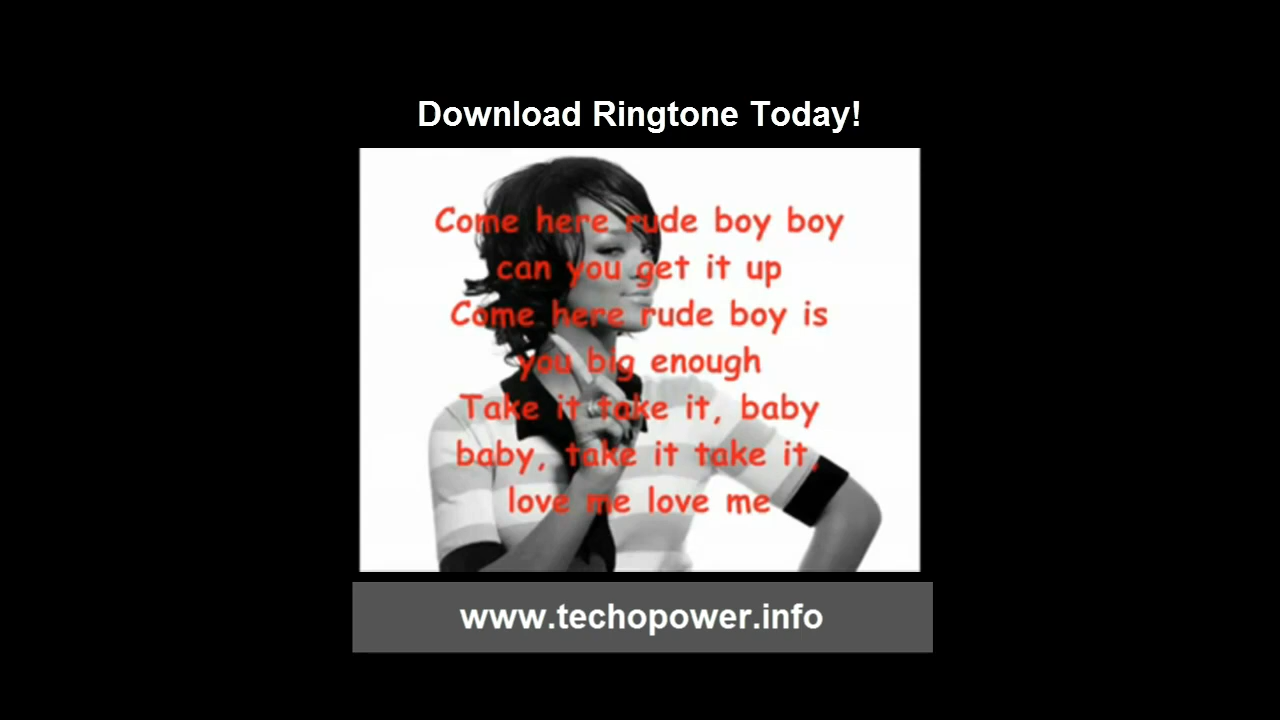 Download Ringtone Today!
Come here rude boy boy
can you get it up
Come here rude boy is
you big enough
Take it take it, baby
baby, take it take it,
love me love me
www.techopower.info